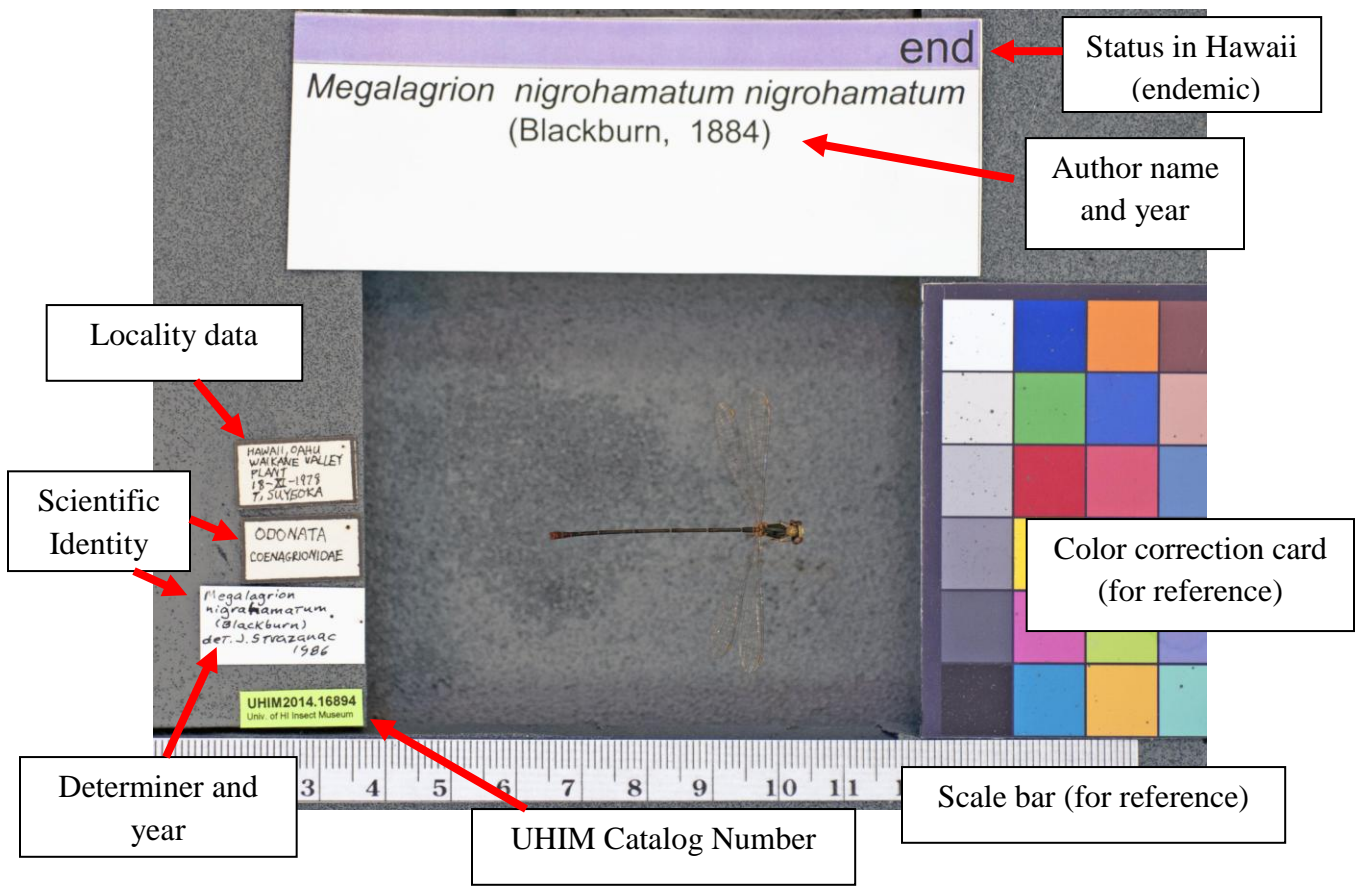 end
Megalagrion nigrohamatum nigrohamatum
(Blackburn, 1884)
Status in Hawaii
(endemic)
Author name
and year
Locality data
HAWAII, OAHU
WAIKANE VALLEY
PLANT
18-XI-1978
T. SUYEOKA
Scientific
Identity
ODONATA
COENAGRIONIDAE
Megalagrion
nigrohamatum
(Blackburn)
det. J. Strazanac
1986
Color correction card
(for reference)
UHIM2014.16894
Univ. of HI Insect Museum
3 4 5 6 7 8 9 10 11
Determiner and
year
UHIM Catalog Number
Scale bar (for reference)